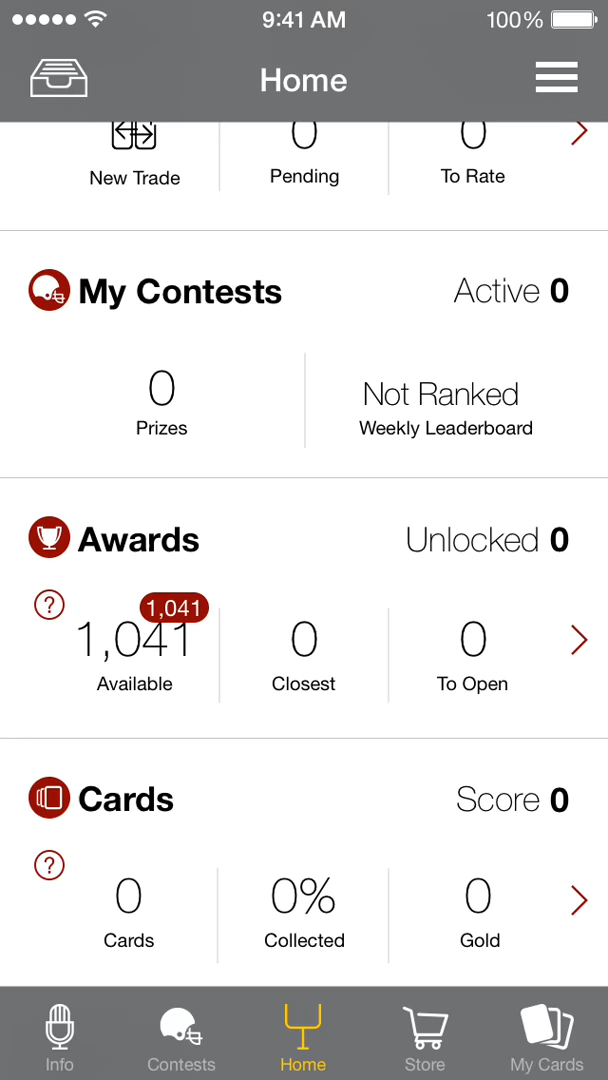 9:41 AM 100%
Home
0 0
New Trade Pending To Rate
My Contests Active 0
0 Not Ranked
Prizes Weekly Leaderboard
Awards Unlocked 0
? 1,041
1,041 0 0
Available Closest To Open
Cards Score 0
?
0 0% 0
Cards Collected Gold
Info Contests Home Store My Cards